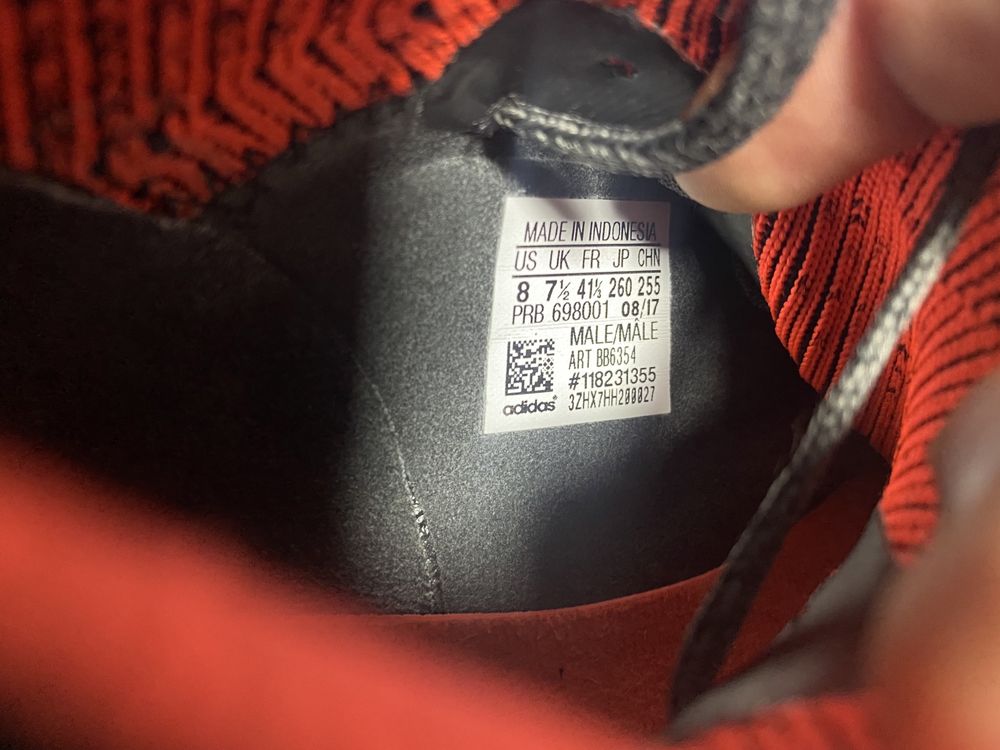 MADE IN INDONESIA
US UK FR JP CHN
8 7½ 41⅓ 260 255
PRB 698001 08/17
MALE/MÂLE
ART BB6354
#118231355
3ZHX7HH200027
adidas